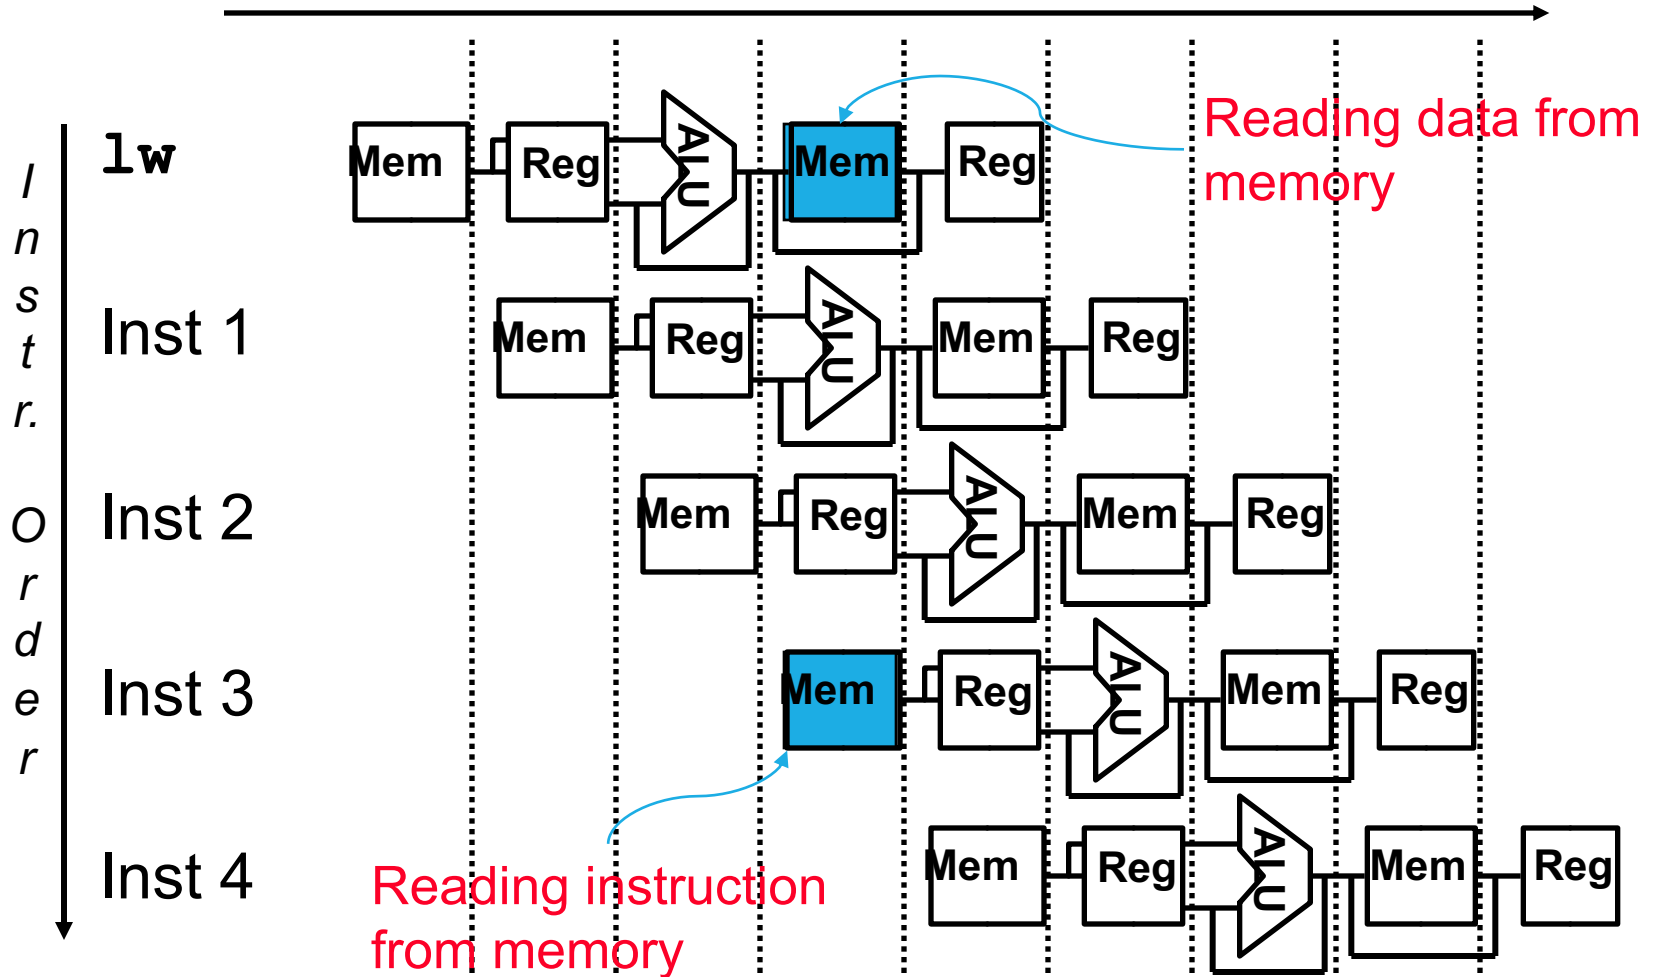 Instr. Order
lw
Mem Reg ALU Mem Reg
Reading data from
memory
Inst 1
Mem Reg ALU Mem Reg
Inst 2
Mem Reg ALU Mem Reg
Inst 3
Mem Reg ALU Mem Reg
Inst 4
Mem Reg ALU Mem Reg
Reading instruction
from memory